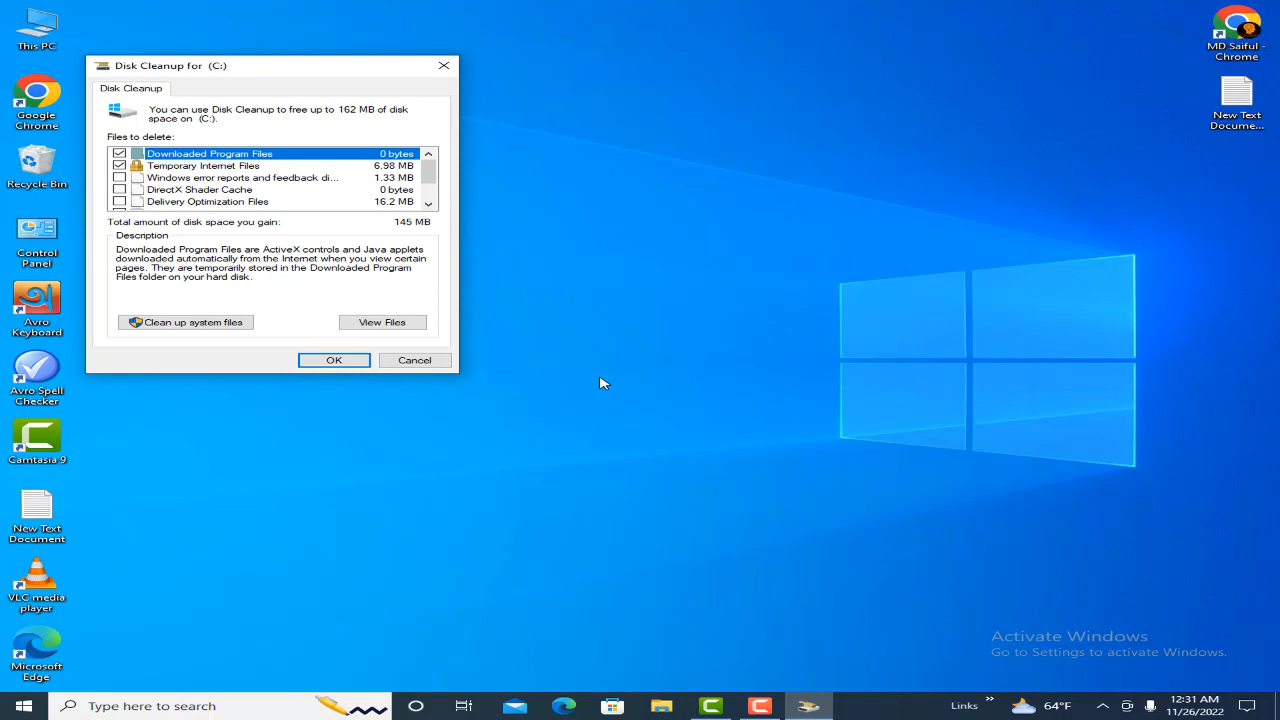 This PC
Google
Chrome
Recycle Bin
Control
Panel
Avro
Keyboard
Avro Spell
Checker
Camtasia 9
New Text
Document
VLC media
player
Microsoft
Edge
Disk Cleanup for  (C:)
Disk Cleanup
You can use Disk Cleanup to free up to 162 MB of disk
space on  (C:).
Files to delete:
Downloaded Program Files 0 bytes
Temporary Internet Files 6.98 MB
Windows error reports and feedback di... 1.33 MB
DirectX Shader Cache 0 bytes
Delivery Optimization Files 16.2 MB
Total amount of disk space you gain: 145 MB
Description
Downloaded Program Files are ActiveX controls and Java applets
downloaded automatically from the Internet when you view certain
pages. They are temporarily stored in the Downloaded Program
Files folder on your hard disk.
Clean up system files
View Files
OK
Cancel
MD Saiful -
Chrome
New Text
Docume...
Activate Windows
Go to Settings to activate Windows.
Type here to search
Links
64°F
12:31 AM
11/26/2022